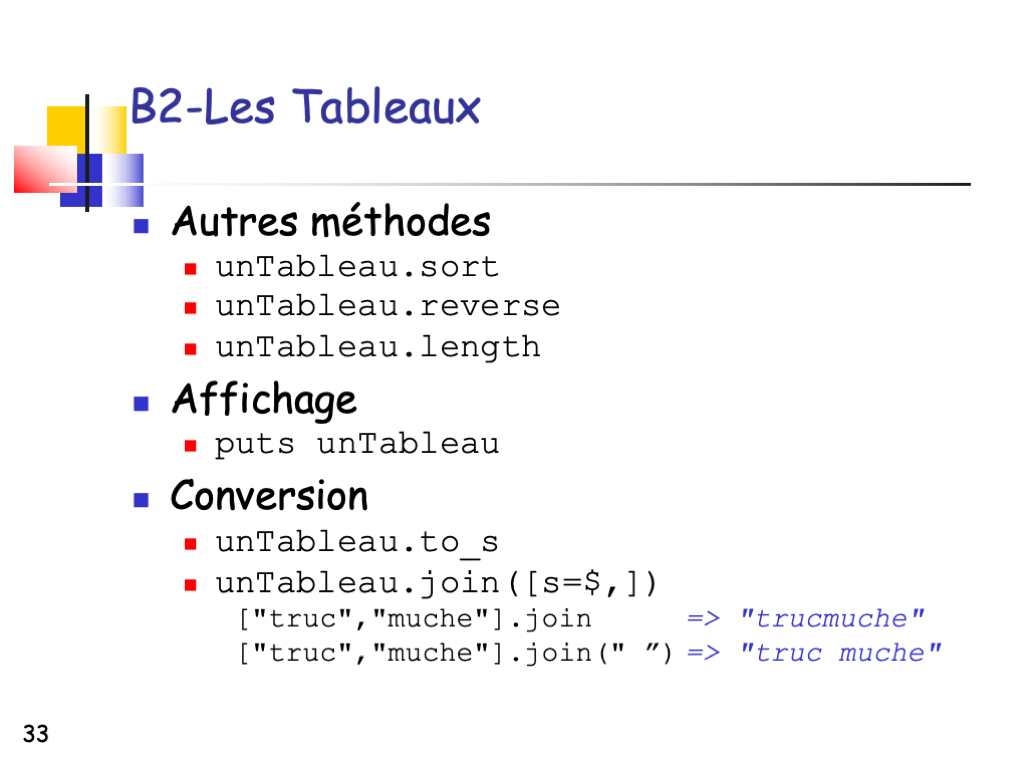 B2-Les Tableaux
Autres méthodes
unTableau.sort
unTableau.reverse
unTableau.length
Affichage
puts unTableau
Conversion
unTableau.to_s
unTableau.join([s=$,])
["truc","muche"].join => "trucmuche"
["truc","muche"].join(" ”) => "truc muche"
33